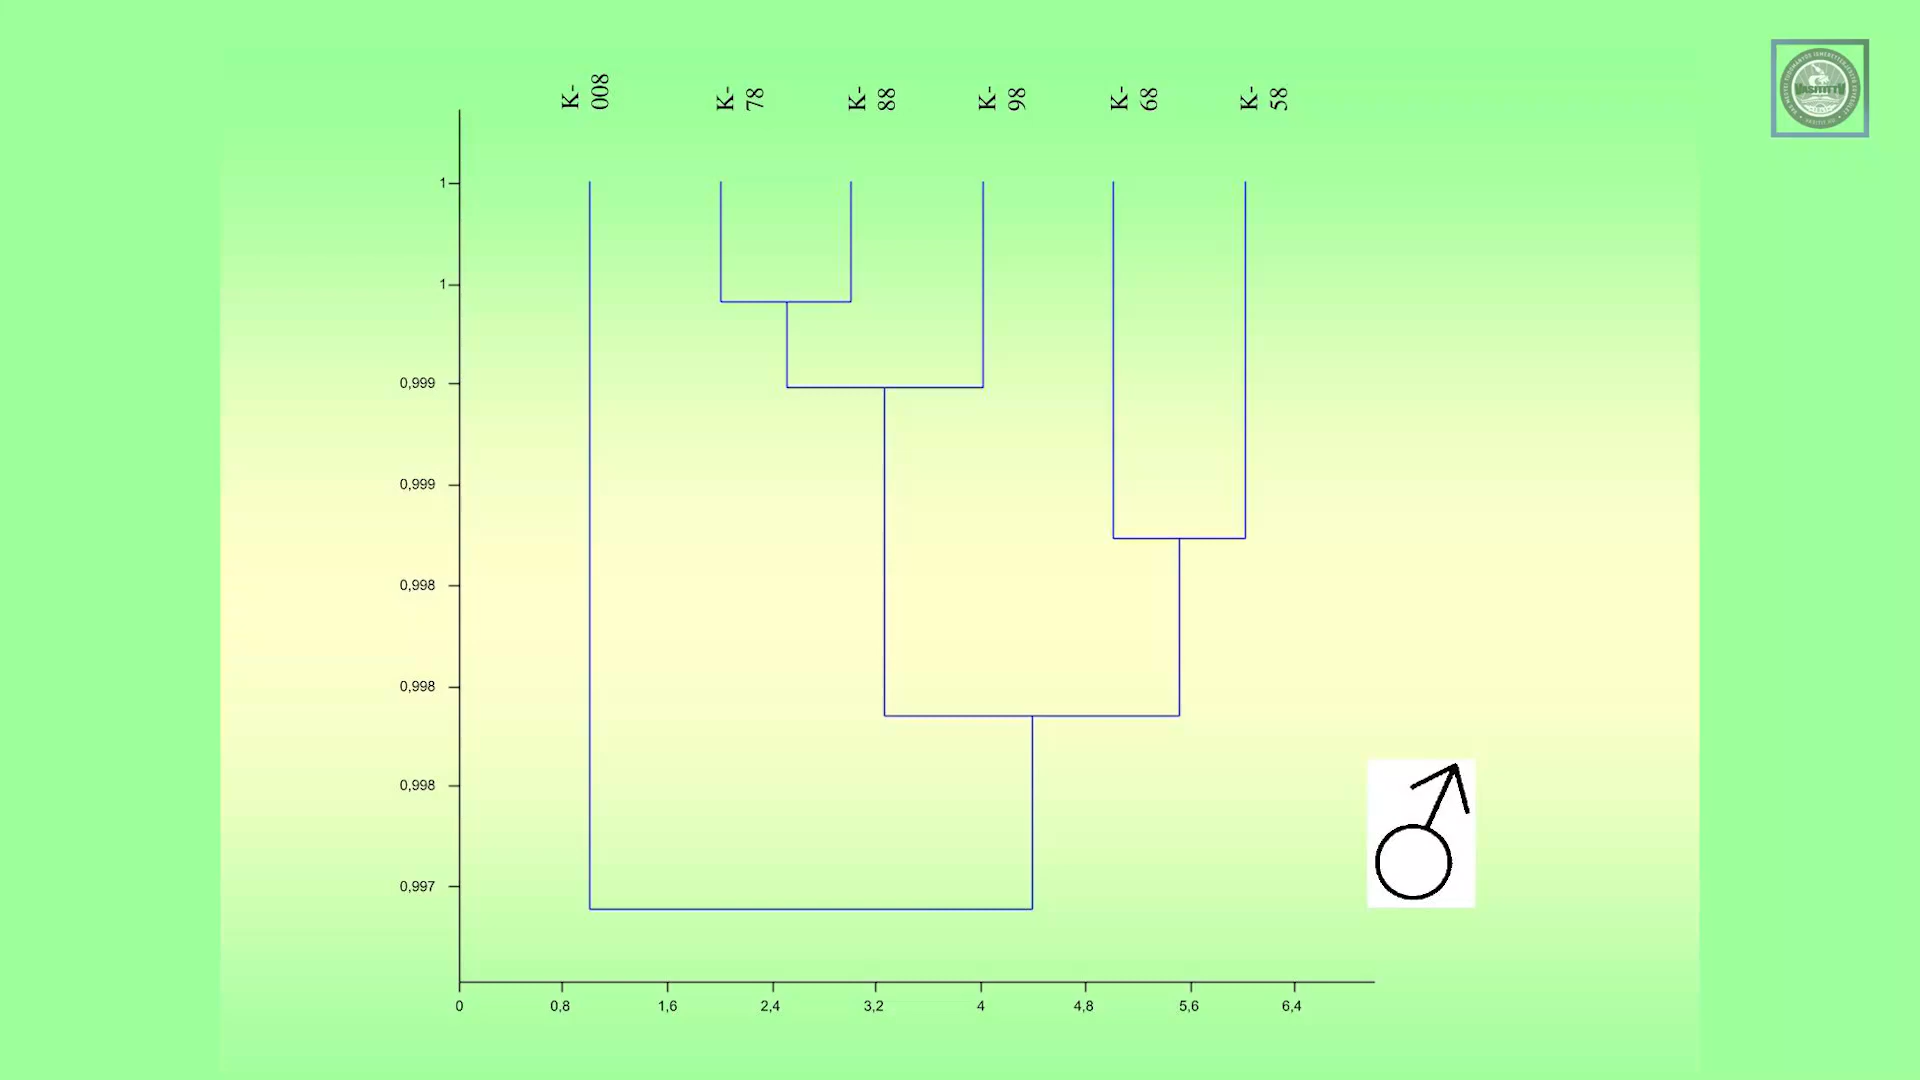 K-
008
K-
78
K-
88
K-
98
K-
68
K-
58
VASITITTV
1
1
0,999
0,999
0,998
0,998
0,998
0,997
0 0,8 1,6 2,4 3,2 4 4,8 5,6 6,4